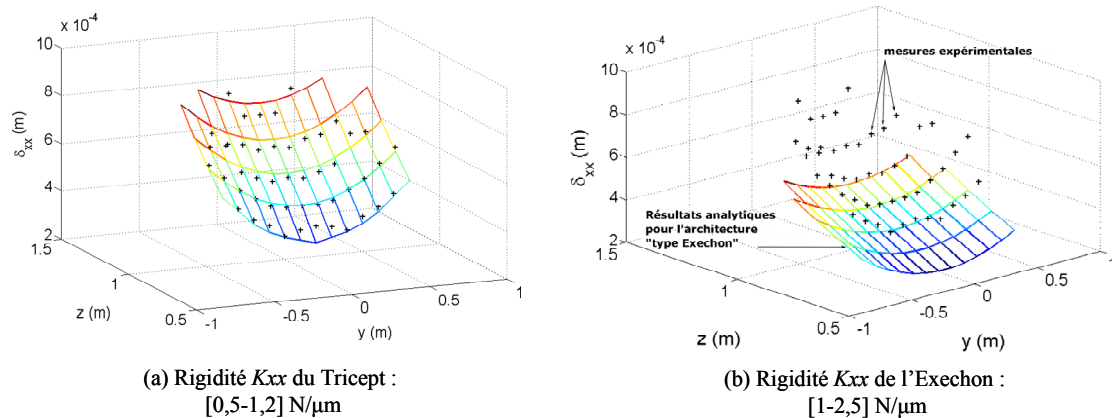 x 10⁻⁴
10
8
6
4
2
1.5
1
0.5
-1
-0.5
0
0.5
1
δxx (m)
z (m)
y (m)
(a) Rigidité Kxx du Tricept :
[0,5-1,2] N/µm
x 10⁻⁴
10
8
6
4
2
1.5
1
0.5
-1
-0.5
0
0.5
1
δxx (m)
z (m)
y (m)
mesures expérimentales
Résultats analytiques
pour l'architecture
"type Exechon"
(b) Rigidité Kxx de l'Exechon :
[1-2,5] N/µm